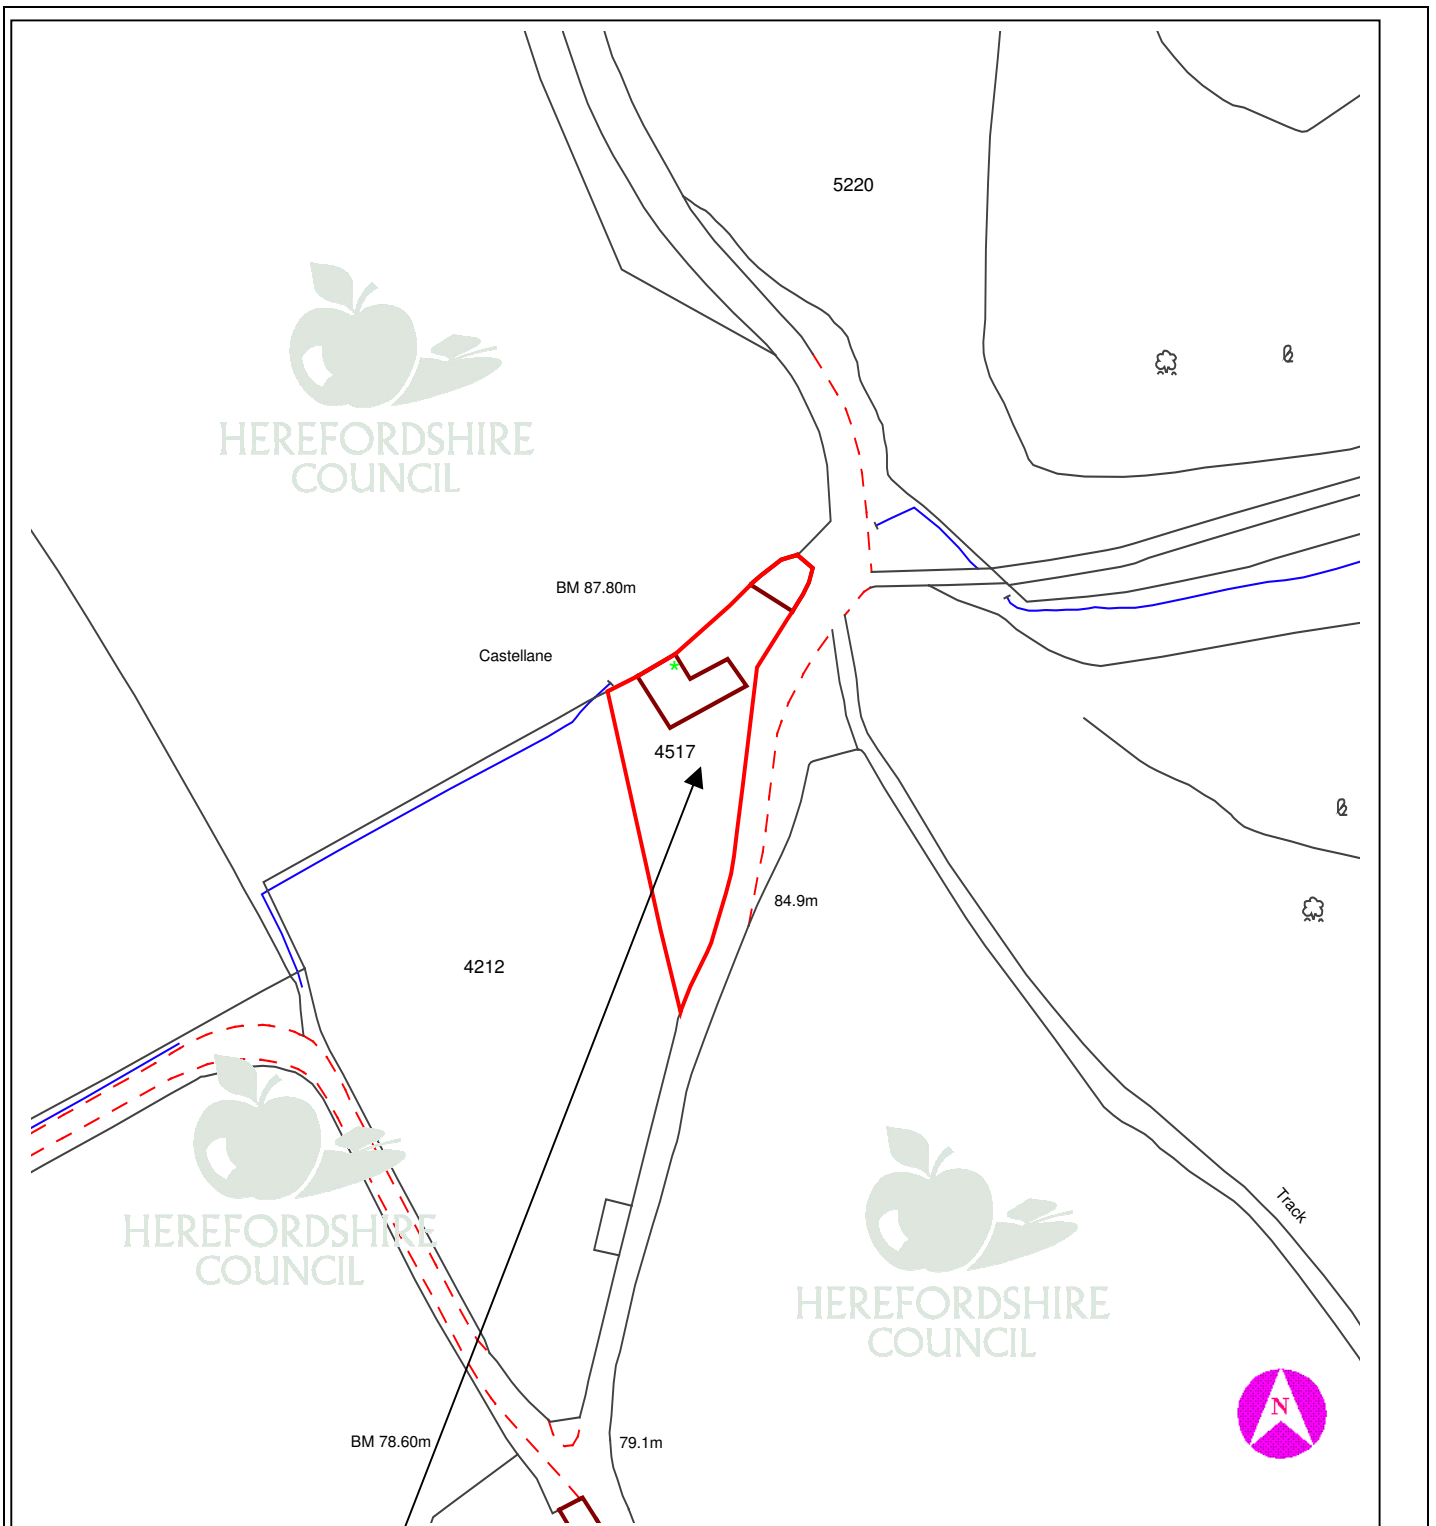 5220
HEREFORDSHIRE
COUNCIL
BM 87.80m
Castellane
4517
84.9m
4212
Track
HEREFORDSHIRE
COUNCIL
HEREFORDSHIRE
COUNCIL
N
BM 78.60m
79.1m